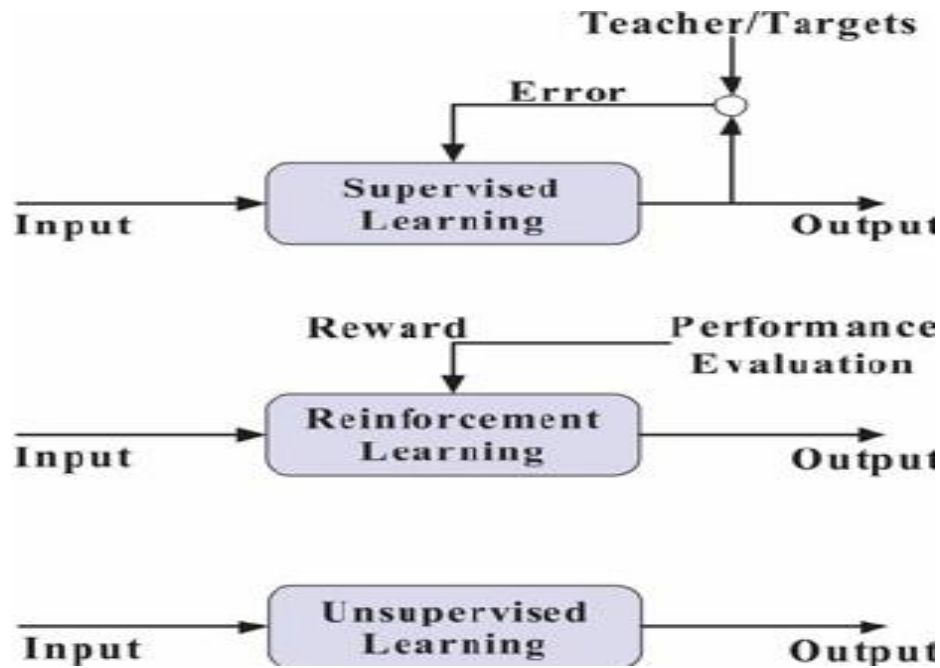 Teacher/Targets
Error
Supervised
Learning
Input
Output
Reward
Performance
Evaluation
Reinforcement
Learning
Input
Output
Unsupervised
Learning
Input
Output